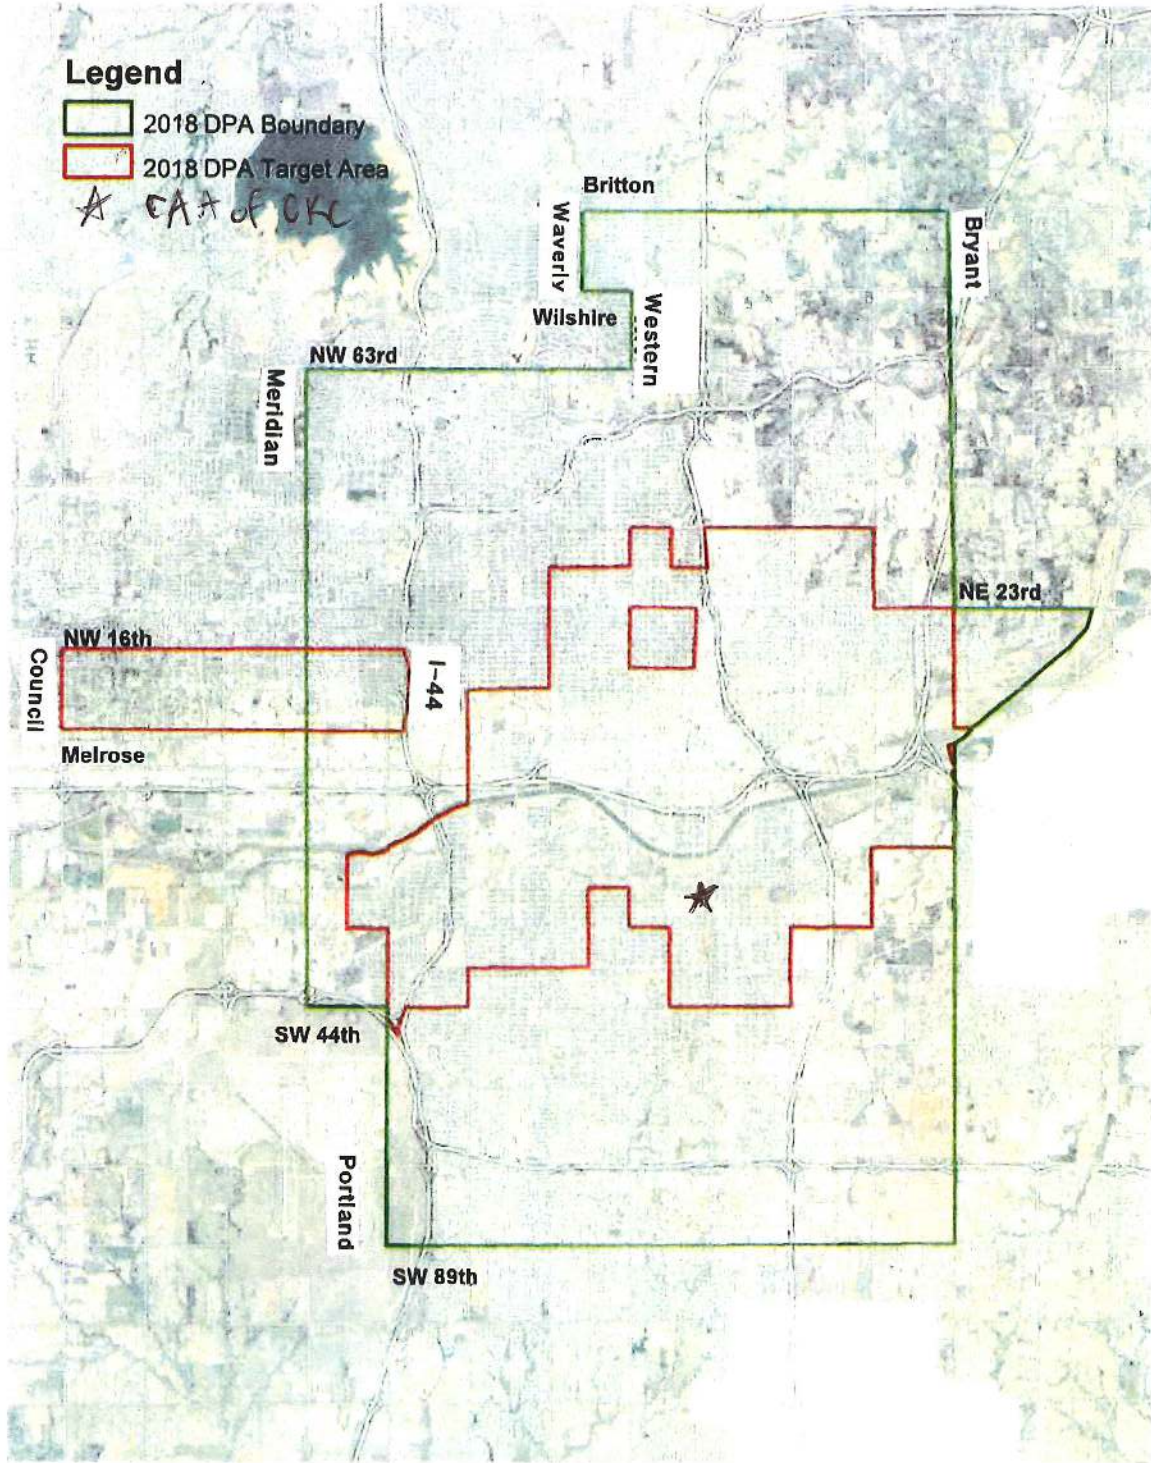 Legend
2018 DPA Boundary
2018 DPA Target Area
CAA of OKC
Britton
Waverly
Bryant
Wilshire
Western
NW 63rd
Meridian
NE 23rd
NW 16th
Council
I-44
Melrose
SW 44th
Portland
SW 89th